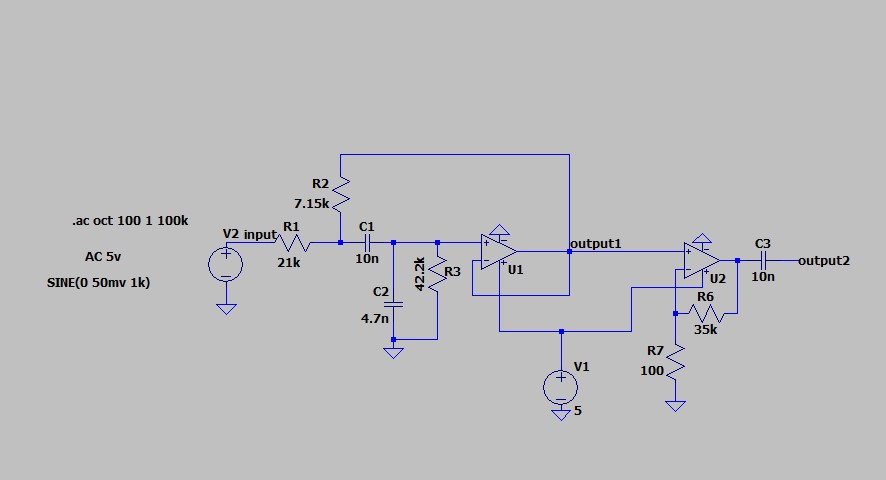 R2
7.15k
.ac oct 100 1 100k
V2 input
R1
C1
output1
C3
AC 5v
21k
10n
42.2k
R3
U1
U2
10n
output2
SINE(0 50mv 1k)
C2
4.7n
R6
35k
R7
100
V1
5